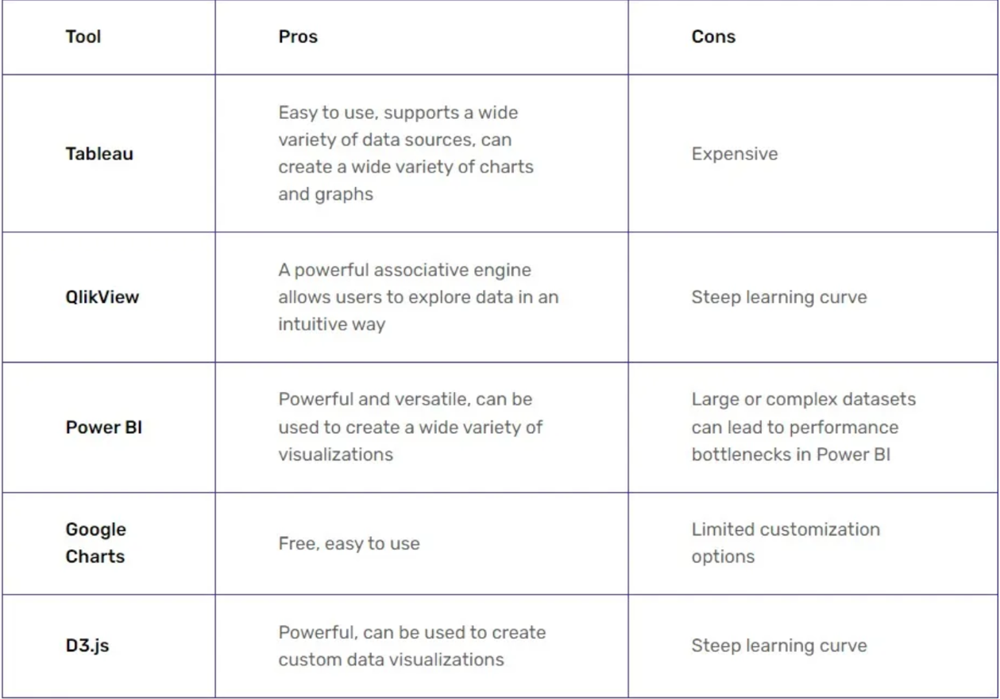 Tool
Pros
Cons
Tableau
Easy to use, supports a wide
variety of data sources, can
create a wide variety of charts
and graphs
Expensive
QlikView
A powerful associative engine
allows users to explore data in an
intuitive way
Steep learning curve
Power BI
Powerful and versatile, can be
used to create a wide variety of
visualizations
Large or complex datasets
can lead to performance
bottlenecks in Power BI
Google
Charts
Free, easy to use
Limited customization
options
D3.js
Powerful, can be used to create
custom data visualizations
Steep learning curve